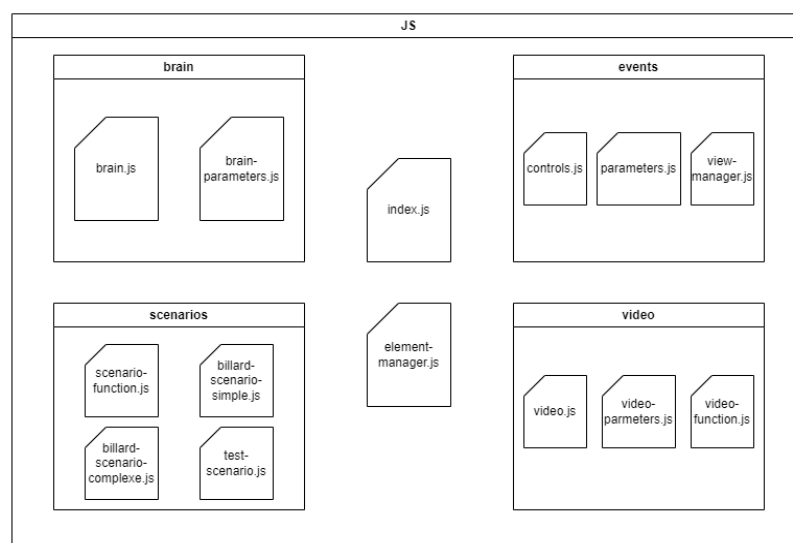 JS
brain
brain.js
brain-
parameters.js
index.js
element-
manager.js
events
controls.js
parameters.js
view-
manager.js
scenarios
scenario-
function.js
billard-
scenario-
simple.js
billard-
scenario-
complexe.js
test-
scenario.js
video
video.js
video-
parmeters.js
video-
function.js